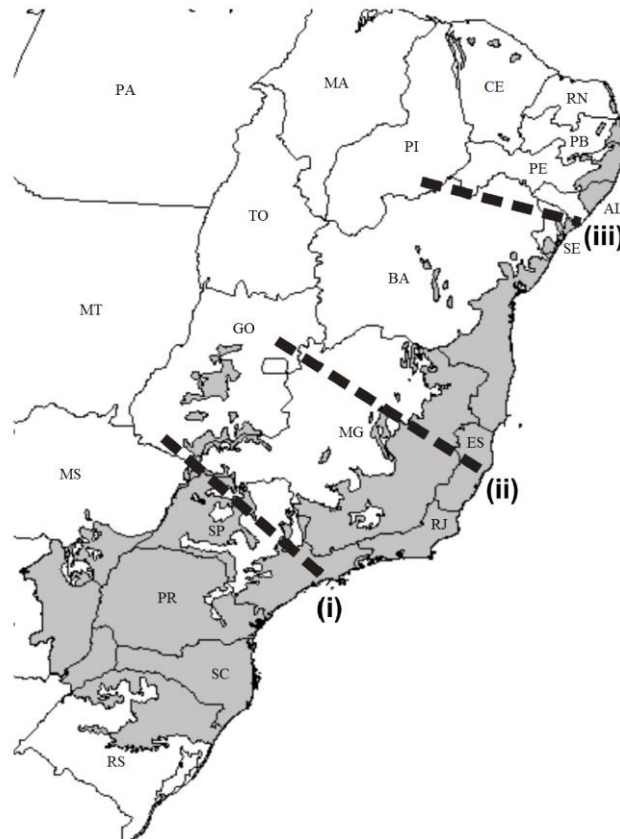 MA
PA
CE
RN
PB
PI
PE
TO
AL
(iii)
SE
BA
MT
GO
MG
ES
MS
(ii)
SP
RJ
PR
(i)
SC
RS